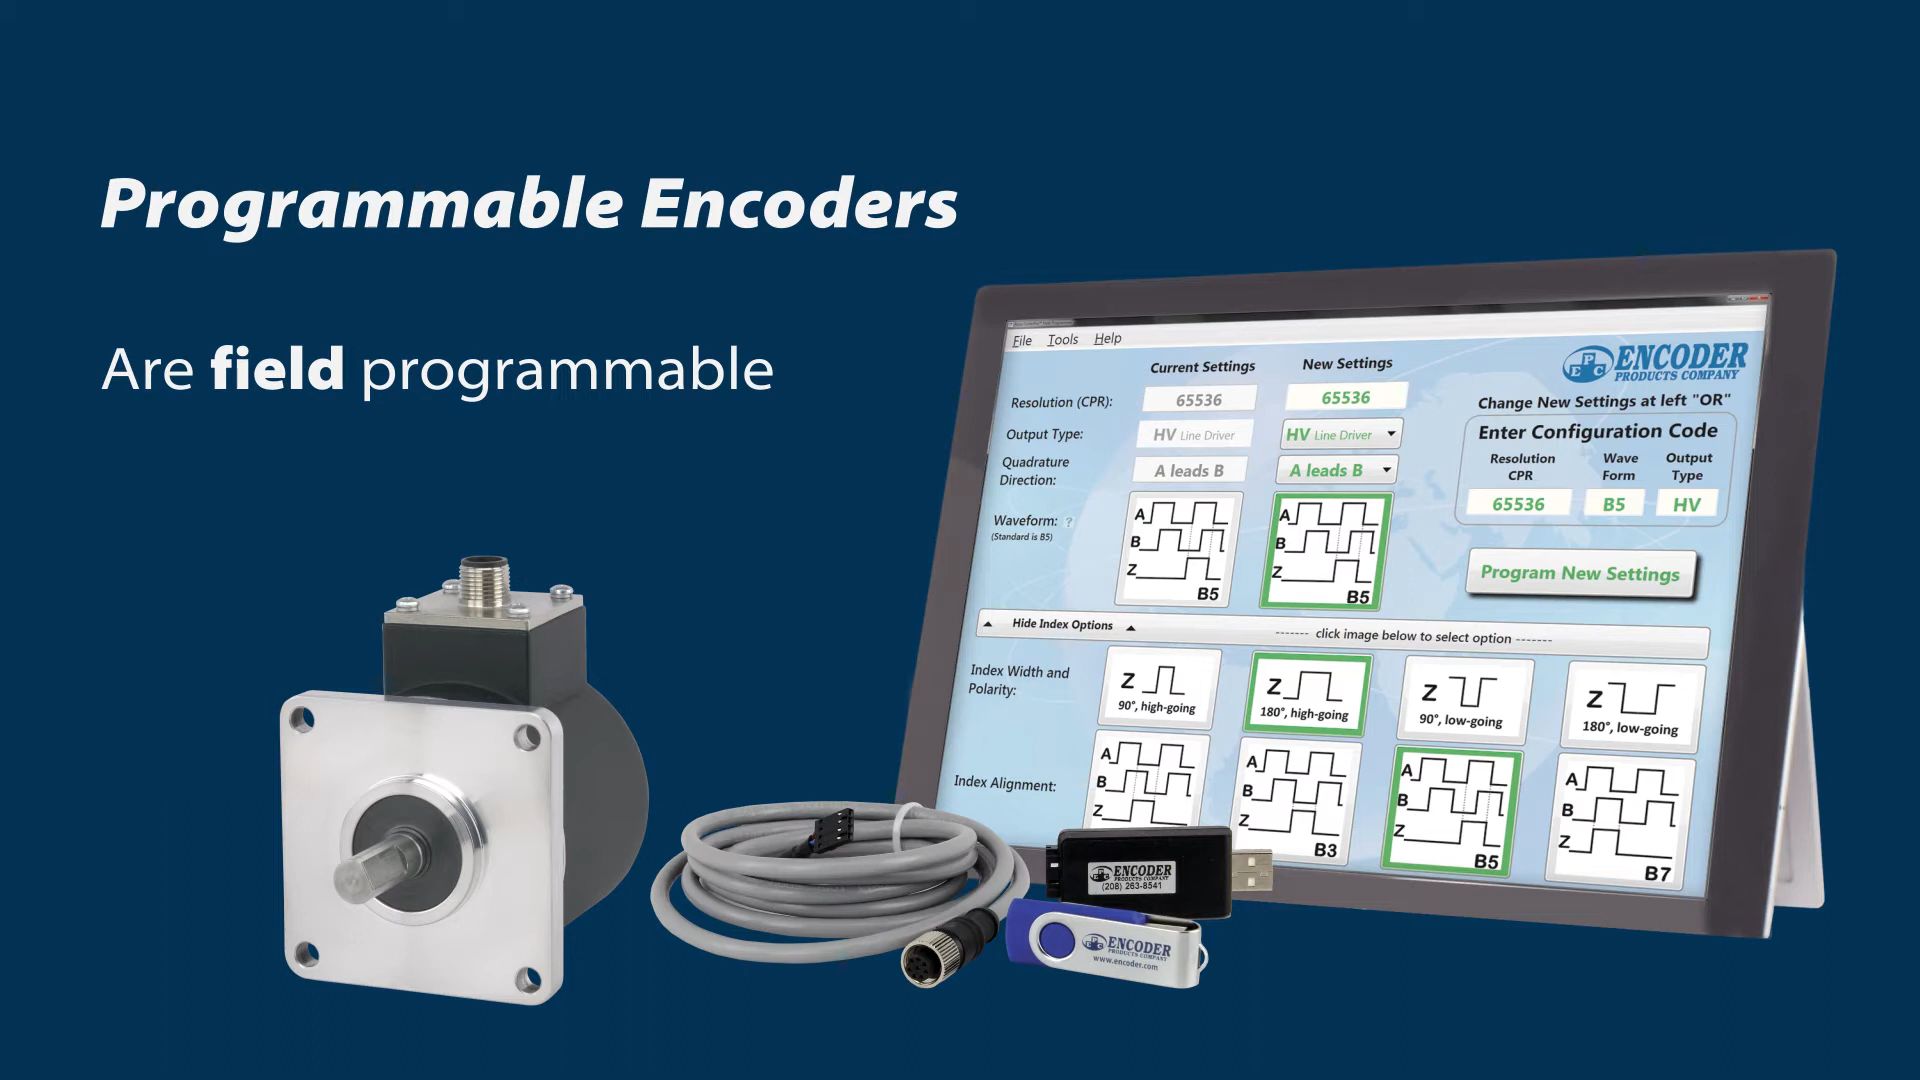 Programmable Encoders
Are field programmable
File Tools Help
Current Settings New Settings
EPC ENCODER
PRODUCTS COMPANY
Resolution (CPR): 65536 65536
Change New Settings at left "OR"
Output Type: HV Line Driver HV Line Driver
Enter Configuration Code
Quadrature
Direction: A leads B A leads B
Resolution
CPR
Wave
Form
Output
Type
65536 B5 HV
Waveform: ?
(Standard is B5)
A
B
Z
B5
A
B
Z
B5
Program New Settings
Hide Index Options
------- click image below to select option -------
Index Width and
Polarity:
Z
90°, high-going
Z
180°, high-going
Z
90°, low-going
Z
180°, low-going
Index Alignment:
A
B
Z
A
B
Z
B3
A
B
Z
B5
A
B
Z
B7
EPC ENCODER
PRODUCTS COMPANY
(208) 263-8541
EPC ENCODER
PRODUCTS COMPANY
www.encoder.com